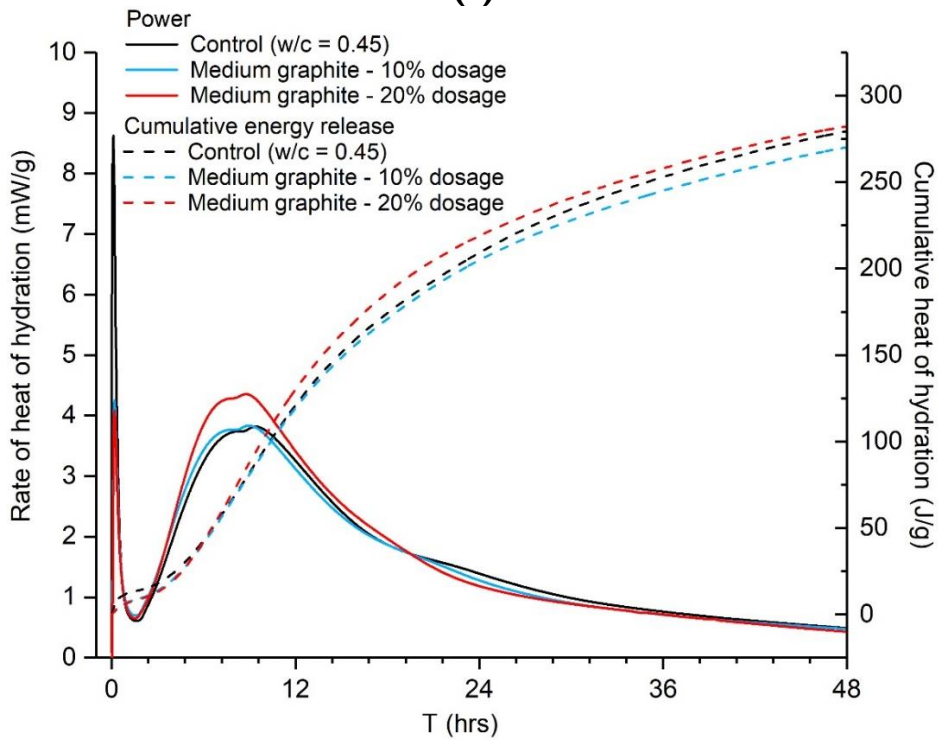 Power
Control (w/c = 0.45)
Medium graphite - 10% dosage
Medium graphite - 20% dosage
Cumulative energy release
Control (w/c = 0.45)
Medium graphite - 10% dosage
Medium graphite - 20% dosage
Rate of heat of hydration (mW/g)
10
9
8
7
6
5
4
3
2
1
0
Cumulative heat of hydration (J/g)
300
250
200
150
100
50
0
0
12
24
36
48
T (hrs)